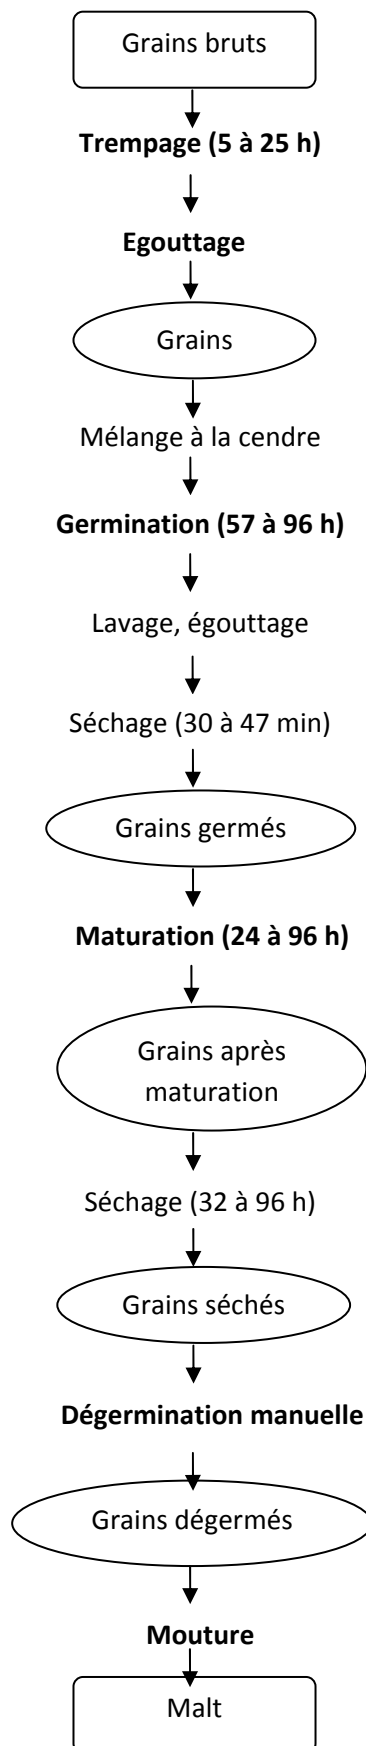 Grains bruts
Trempage (5 à 25 h)
Egouttage
Grains
Mélange à la cendre
Germination (57 à 96 h)
Lavage, égouttage
Séchage (30 à 47 min)
Grains germés
Maturation (24 à 96 h)
Grains après
maturation
Séchage (32 à 96 h)
Grains séchés
Dégermination manuelle
Grains dégermés
Mouture
Malt